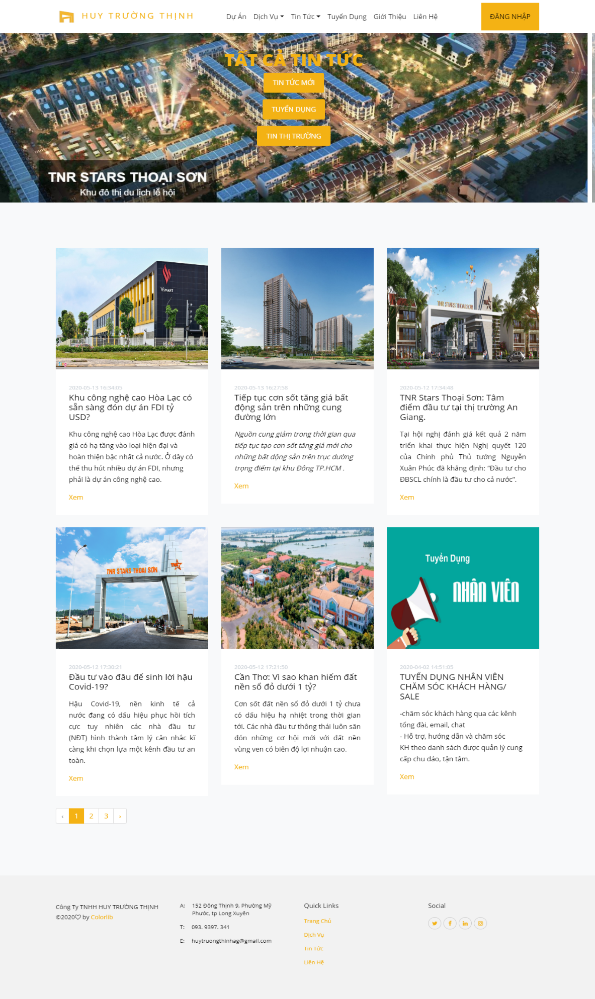 HUY TRƯỜNG THỊNH
Dự Án Dịch Vụ Tin Tức Tuyển Dụng Giới Thiệu Liên Hệ
ĐĂNG NHẬP
TẤT CẢ TIN TỨC
TIN TỨC MỚI
TUYỂN DỤNG
TIN THỊ TRƯỜNG
TNR STARS THOẠI SƠN
Khu đô thị du lịch lễ hội
VSMART
Zing
TNR STARS THOAI SON
TNR
2020-05-13 16:34:05
Khu công nghệ cao Hòa Lạc có
sẵn sàng đón dự án FDI tỷ
USD?
Khu công nghệ cao Hòa Lạc được đánh
giá có hạ tầng vào loại hiện đại và
hoàn thiện bậc nhất cả nước. Ở đây có
thể thu hút nhiều dự án FDI, nhưng
phải là dự án công nghệ cao.
Xem
2020-05-13 16:27:58
Tiếp tục cơn sốt tăng giá bất
động sản trên những cung
đường lớn
Nguồn cung giảm trong thời gian qua
tiếp tục tạo cơn sốt tăng giá mới cho
những bất động sản trên trục đường
trọng điểm tại khu Đông TP.HCM .
Xem
2020-05-12 17:34:48
TNR Stars Thoại Sơn: Tâm
điểm đầu tư tại thị trường An
Giang.
Tại hội nghị đánh giá kết quả 2 năm
triển khai thực hiện Nghị quyết 120
của Chính phủ Thủ tướng Nguyễn
Xuân Phúc đã khẳng định: “Đầu tư cho
ĐBSCL chính là đầu tư cho cả nước”.
Xem
TNR STARS THOẠI SƠN
TNR
Tuyển Dụng
NHÂN VIÊN
2020-05-12 17:30:21
Đầu tư vào đâu để sinh lời hậu
Covid-19?
Hậu Covid-19, nền kinh tế cả
nước đang có dấu hiệu phục hồi tích
cực tuy nhiên các nhà đầu tư
(NĐT) hình thành tâm lý cân nhắc kĩ
càng khi chọn lựa một kênh đầu tư an
toàn.
Xem
2020-05-12 17:21:50
Cần Thơ: Vì sao khan hiếm đất
nền sổ đỏ dưới 1 tỷ?
Cơn sốt đất nền sổ đỏ dưới 1 tỷ chưa
có dấu hiệu hạ nhiệt trong thời gian
tới. Các nhà đầu tư thông thái luôn săn
đón những cơ hội mới với đất nền
vùng ven có biên độ lợi nhuận cao.
Xem
2020-04-02 14:51:05
TUYỂN DỤNG NHÂN VIÊN
CHĂM SÓC KHÁCH HÀNG/
SALE
-chăm sóc khách hàng qua các kênh
tổng đài, email, chat
- Hỗ trợ, hướng dẫn và chăm sóc
KH theo danh sách được quản lý cung
cấp chu đáo, tận tâm.
Xem
‹ 1 2 3 ›
Công Ty TNHH HUY TRƯỜNG THỊNH
©2020♡ by Colorlib
A: 152 Đông Thịnh 9, Phường Mỹ
Phước, tp Long Xuyên
T: 093. 9397. 341
E: huytruongthinhag@gmail.com
Quick Links
Trang Chủ
Dịch Vụ
Tin Tức
Liên Hệ
Social